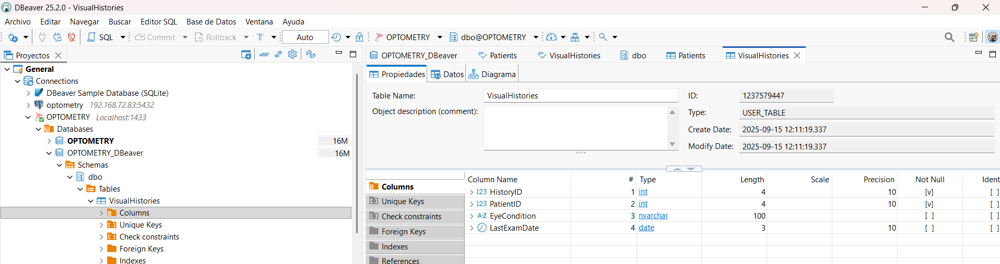 DBeaver 25.2.0 - VisualHistories
Archivo Editar Navegar Buscar Editor SQL Base de Datos Ventana Ayuda
SQL Commit Rollback T Auto OPTOMETRY dbo@OPTOMETRY
Proyectos
General
Connections
DBeaver Sample Database (SQLite)
optometry 192.168.72.83:5432
OPTOMETRY Localhost:1433
Databases
OPTOMETRY 16M
OPTOMETRY_DBeaver 16M
Schemas
dbo
Tables
VisualHistories
Columns
Unique Keys
Check constraints
Foreign Keys
Indexes
OPTOMETRY_DBeaver Patients VisualHistories dbo Patients VisualHistories
Propiedades Datos Diagrama
Table Name: VisualHistories
Object description (comment):
ID: 1237579447
Type: USER_TABLE
Create Date: 2025-09-15 12:11:19.337
Modify Date: 2025-09-15 12:11:19.337
Columns
Unique Keys
Check constraints
Foreign Keys
Indexes
References
Column Name # Type Length Scale Precision Not Null Ident
123 HistoryID 1 int 4 10 [v] [ ]
123 PatientID 2 int 4 10 [v] [ ]
A-Z EyeCondition 3 nvarchar 100 [ ] [ ]
LastExamDate 4 date 3 10 [ ] [ ]